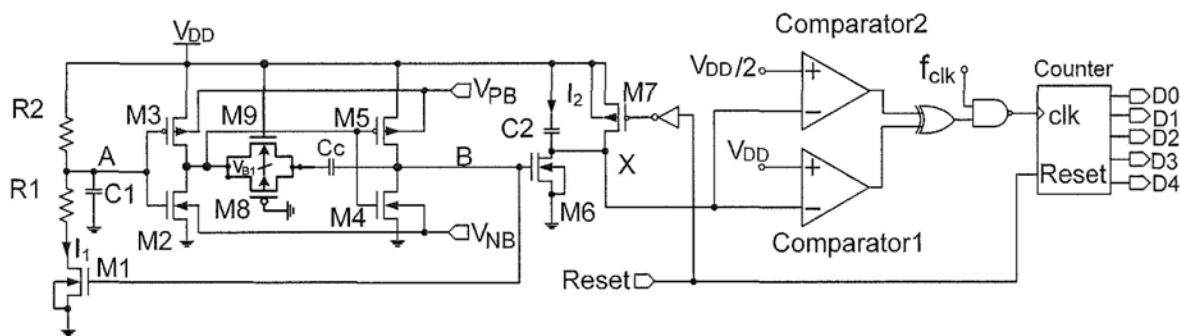 Comparator2
VDD
VDD/2
fclk
Counter
R2
M3
M9
VPB
M5
I2
M7
C2
D0
D1
clk
D2
A
VB1
Cc
B
VDD
X
D3
R1
C1
Reset
D4
M8
M4
M6
M2
VNB
Comparator1
I1
M1
Reset